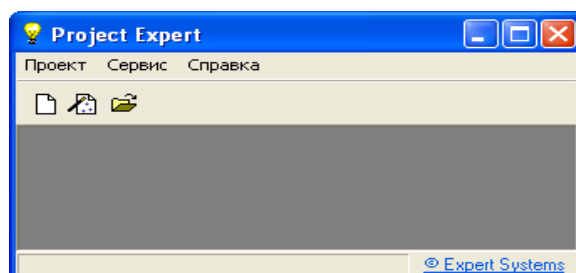 Project Expert
Проект Сервис Справка
© Expert Systems